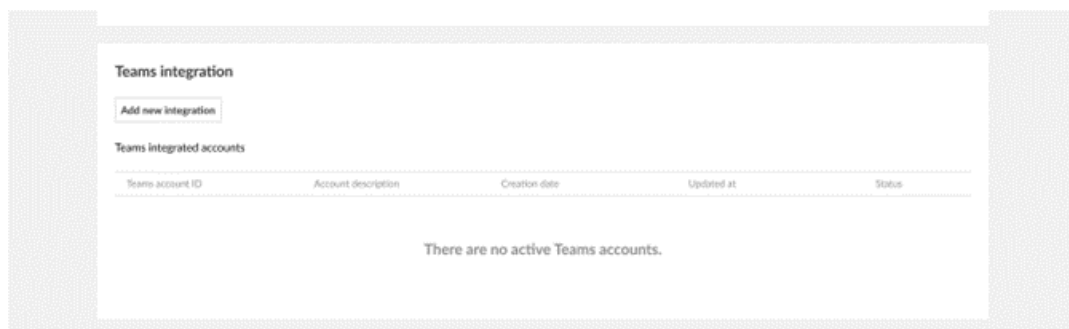 Teams integration
Add new integration
Teams integrated accounts
Teams account ID Account description Creation date Updated at Status
There are no active Teams accounts.